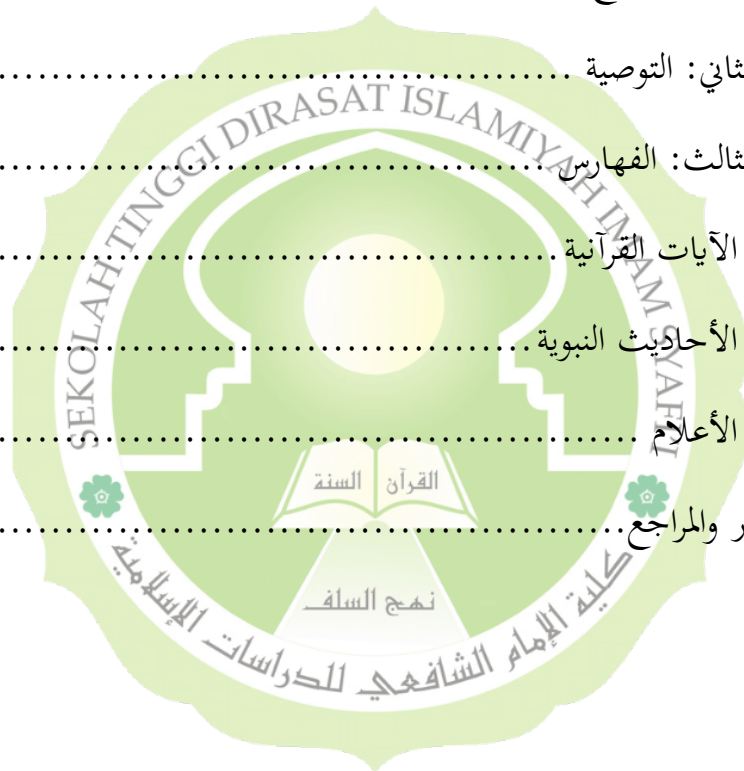 ثاني: التوصية ..........................................
ثالث: الفهارس ..........................................
الآيات القرآنية ..........................................
الأحاديث النبوية ..........................................
الأعلام ..........................................
ر والمراجع ..........................................
SEKOLAH TINGGI DIRASAT ISLAMIYAH IMAM SYAFI'I
القرآن السنة
نهج السلف
كلية الإمام الشافعي للدراسات الإسلامية